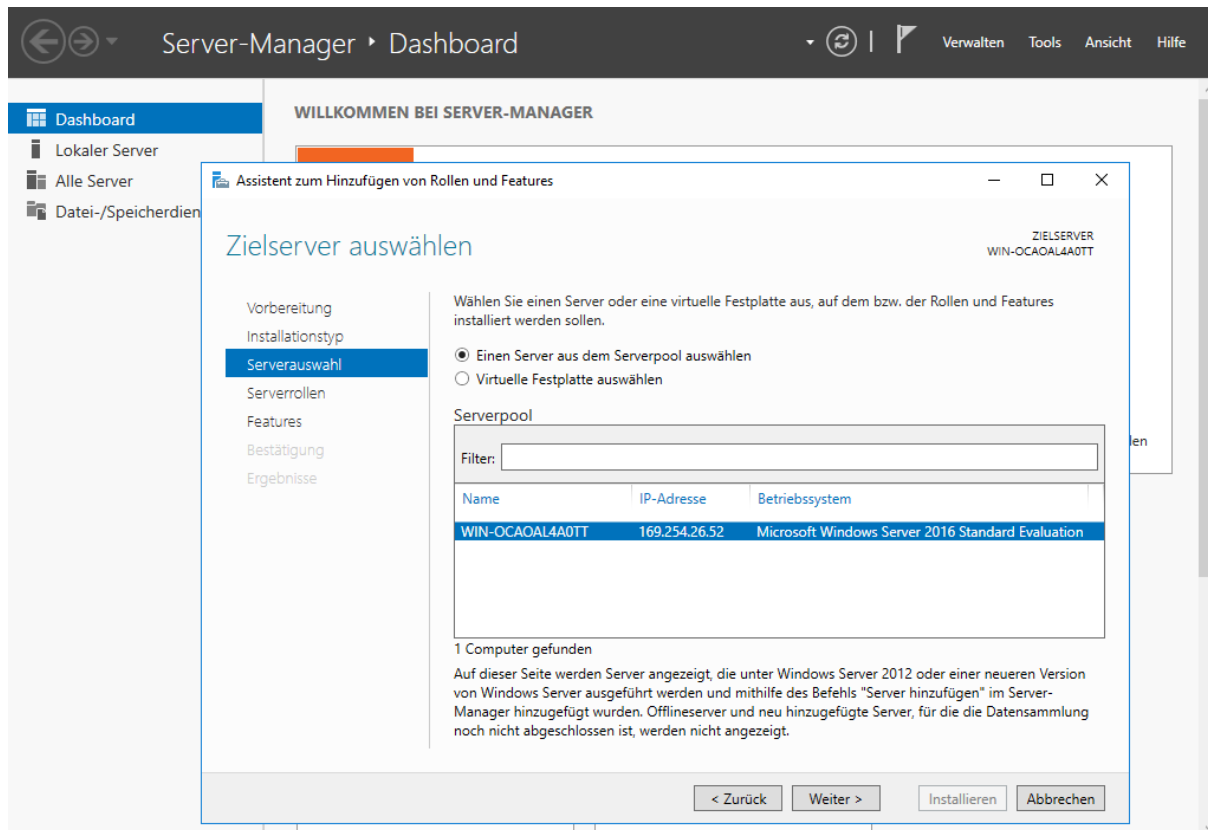 Server-Manager ‣ Dashboard
Verwalten Tools Ansicht Hilfe
Dashboard
Lokaler Server
Alle Server
Datei-/Speicherdien
WILLKOMMEN BEI SERVER-MANAGER
Assistent zum Hinzufügen von Rollen und Features
Zielserver auswählen
ZIELSERVER
WIN-OCAOAL4A0TT
Vorbereitung
Installationstyp
Serverauswahl
Serverrollen
Features
Bestätigung
Ergebnisse
Wählen Sie einen Server oder eine virtuelle Festplatte aus, auf dem bzw. der Rollen und Features
installiert werden sollen.
Einen Server aus dem Serverpool auswählen
Virtuelle Festplatte auswählen
Serverpool
Filter:
Name IP-Adresse Betriebssystem
WIN-OCAOAL4A0TT 169.254.26.52 Microsoft Windows Server 2016 Standard Evaluation
1 Computer gefunden
Auf dieser Seite werden Server angezeigt, die unter Windows Server 2012 oder einer neueren Version
von Windows Server ausgeführt werden und mithilfe des Befehls "Server hinzufügen" im Server-
Manager hinzugefügt wurden. Offlineserver und neu hinzugefügte Server, für die die Datensammlung
noch nicht abgeschlossen ist, werden nicht angezeigt.
len
< Zurück Weiter > Installieren Abbrechen